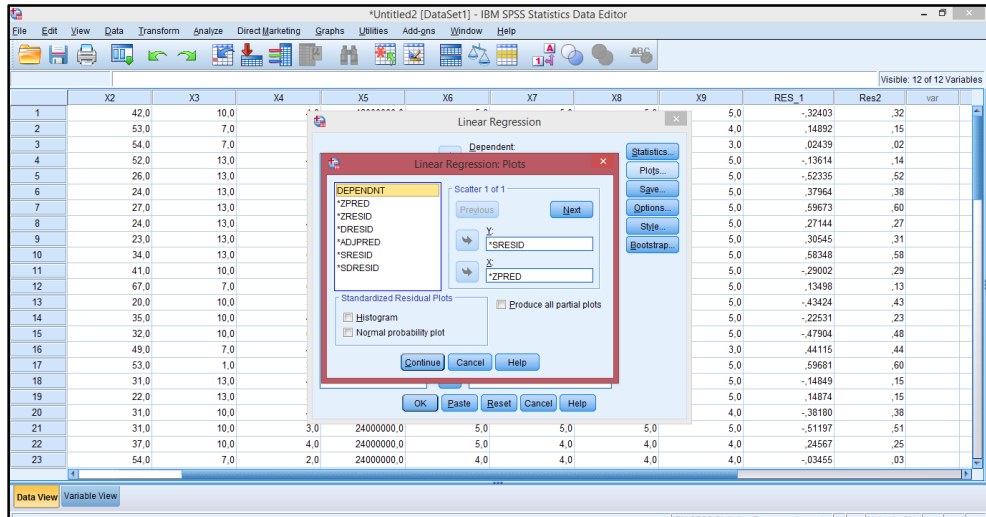 *Untitled2 [DataSet1] - IBM SPSS Statistics Data Editor
File Edit View Data Transform Analyze Direct Marketing Graphs Utilities Add-ons Window Help
Visible: 12 of 12 Variables
X2 X3 X4 X5 X6 X7 X8 X9 RES_1 Res2 var
1 42,0 10,0 5,0 -,32403 ,32
2 53,0 7,0 4,0 ,14892 ,15
3 54,0 7,0 3,0 ,02439 ,02
4 52,0 13,0 5,0 -,13614 ,14
5 26,0 13,0 5,0 -,52335 ,52
6 24,0 13,0 5,0 ,37964 ,38
7 27,0 13,0 5,0 ,59673 ,60
8 24,0 13,0 5,0 ,27144 ,27
9 23,0 13,0 5,0 ,30545 ,31
10 34,0 13,0 5,0 ,58348 ,58
11 41,0 10,0 5,0 -,29002 ,29
12 67,0 7,0 5,0 ,13498 ,13
13 20,0 10,0 5,0 -,43424 ,43
14 35,0 10,0 5,0 -,22531 ,23
15 32,0 10,0 5,0 -,47904 ,48
16 49,0 7,0 3,0 ,44115 ,44
17 53,0 1,0 5,0 ,59681 ,60
18 31,0 13,0 5,0 -,14849 ,15
19 22,0 13,0 5,0 ,14874 ,15
20 31,0 10,0 4,0 -,38180 ,38
21 31,0 10,0 3,0 24000000,0 5,0 5,0 5,0 5,0 -,51197 ,51
22 37,0 10,0 4,0 24000000,0 5,0 4,0 4,0 4,0 ,24567 ,25
23 54,0 7,0 2,0 24000000,0 4,0 4,0 4,0 4,0 -,03455 ,03
Linear Regression
Dependent:
Statistics...
Plots...
Save...
Options...
Style...
Bootstrap...
Linear Regression: Plots
DEPENDNT
*ZPRED
*ZRESID
*DRESID
*ADJPRED
*SRESID
*SDRESID
Scatter 1 of 1
Previous Next
Y:
*SRESID
X:
*ZPRED
Standardized Residual Plots
Histogram
Normal probability plot
Produce all partial plots
Continue Cancel Help
OK Paste Reset Cancel Help
Data View Variable View